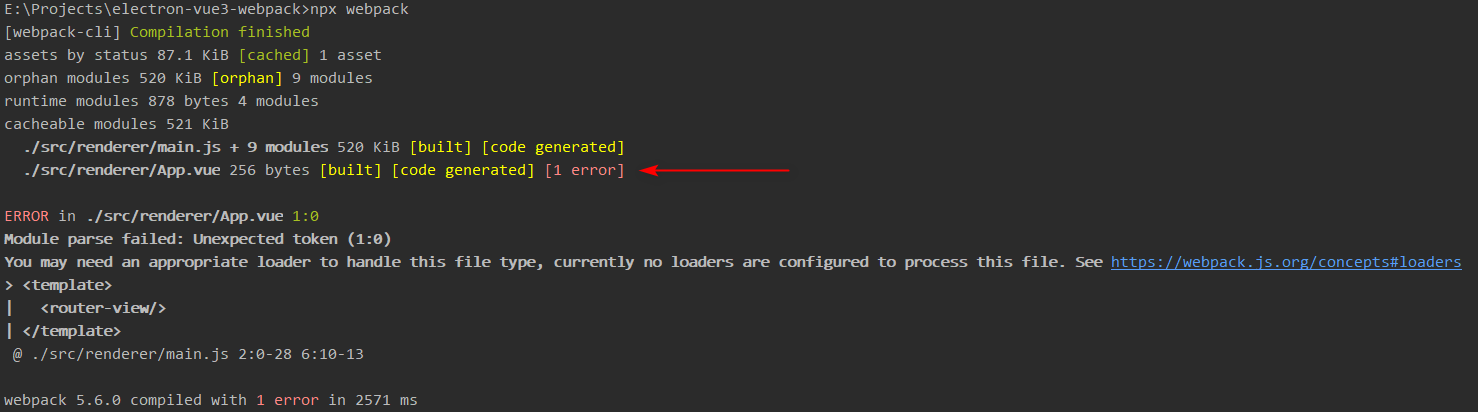 E:\Projects\electron-vue3-webpack>npx webpack
[webpack-cli] Compilation finished
assets by status 87.1 KiB [cached] 1 asset
orphan modules 520 KiB [orphan] 9 modules
runtime modules 878 bytes 4 modules
cacheable modules 521 KiB
  ./src/renderer/main.js + 9 modules 520 KiB [built] [code generated]
  ./src/renderer/App.vue 256 bytes [built] [code generated] [1 error]

ERROR in ./src/renderer/App.vue 1:0
Module parse failed: Unexpected token (1:0)
You may need an appropriate loader to handle this file type, currently no loaders are configured to process this file. See https://webpack.js.org/concepts#loaders
> <template>
|   <router-view/>
| </template>
 @ ./src/renderer/main.js 2:0-28 6:10-13

webpack 5.6.0 compiled with 1 error in 2571 ms